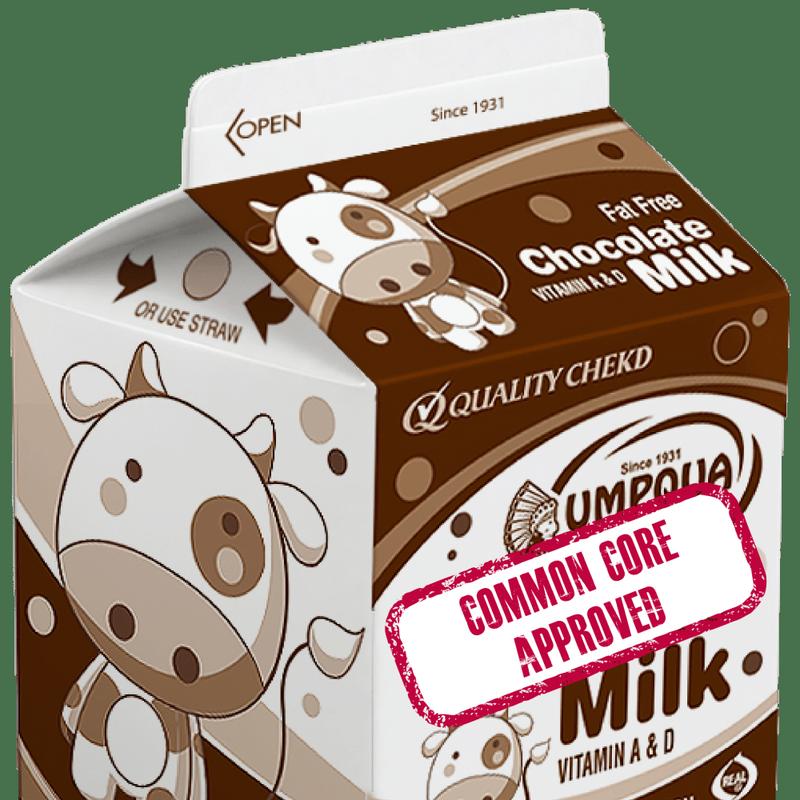 OPEN
Since 1931
Fat Free
Chocolate
Milk
VITAMIN A & D
OR USE STRAW
QUALITY CHEKD
Since 1931
UMPQUA
COMMON CORE
APPROVED
Milk
VITAMIN A & D
REAL